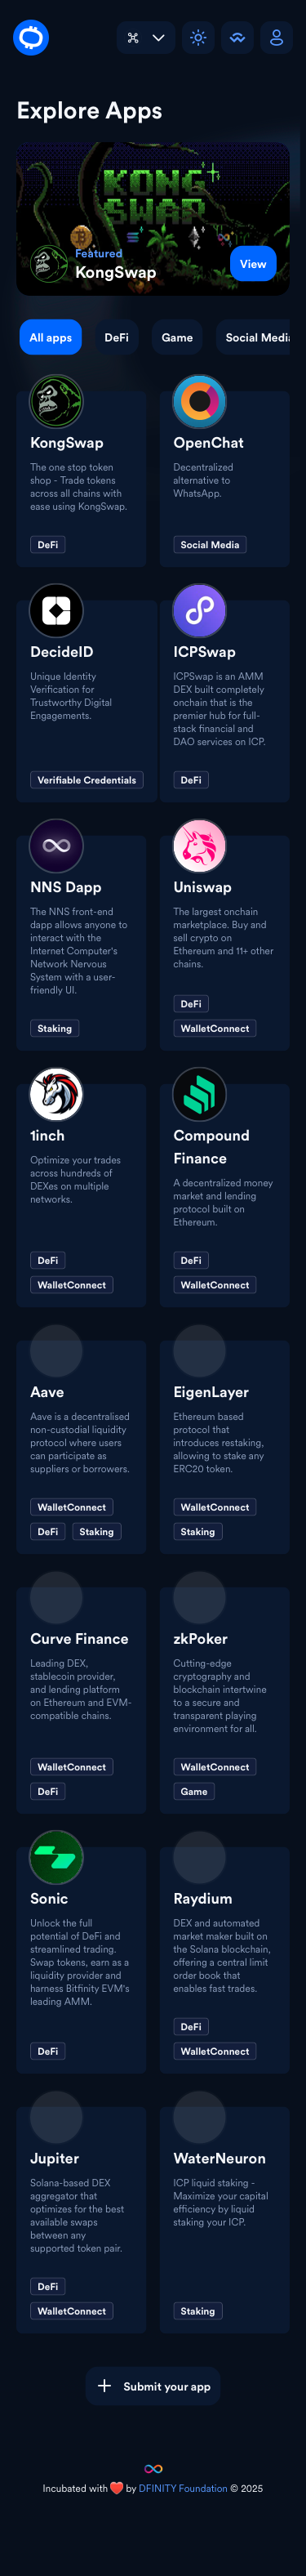 Explore Apps
KONG
SWAP
Featured
KongSwap
View
All apps
DeFi
Game
Social Media
KongSwap
The one stop token
shop - Trade tokens
across all chains with
ease using KongSwap.
DeFi
OpenChat
Decentralized
alternative to
WhatsApp.
Social Media
DecideID
Unique Identity
Verification for
Trustworthy Digital
Engagements.
Verifiable Credentials
ICPSwap
ICPSwap is an AMM
DEX built completely
onchain that is the
premier hub for full-
stack financial and
DAO services on ICP.
DeFi
NNS Dapp
The NNS front-end
dapp allows anyone to
interact with the
Internet Computer's
Network Nervous
System with a user-
friendly UI.
Staking
Uniswap
The largest onchain
marketplace. Buy and
sell crypto on
Ethereum and 11+ other
chains.
DeFi
WalletConnect
1inch
Optimize your trades
across hundreds of
DEXes on multiple
networks.
DeFi
WalletConnect
Compound
Finance
A decentralized money
market and lending
protocol built on
Ethereum.
DeFi
WalletConnect
Aave
Aave is a decentralised
non-custodial liquidity
protocol where users
can participate as
suppliers or borrowers.
WalletConnect
DeFi
Staking
EigenLayer
Ethereum based
protocol that
introduces restaking,
allowing to stake any
ERC20 token.
WalletConnect
Staking
Curve Finance
Leading DEX,
stablecoin provider,
and lending platform
on Ethereum and EVM-
compatible chains.
WalletConnect
DeFi
zkPoker
Cutting-edge
cryptography and
blockchain intertwine
to a secure and
transparent playing
environment for all.
WalletConnect
Game
Sonic
Unlock the full
potential of DeFi and
streamlined trading.
Swap tokens, earn as a
liquidity provider and
harness Bitfinity EVM's
leading AMM.
DeFi
Raydium
DEX and automated
market maker built on
the Solana blockchain,
offering a central limit
order book that
enables fast trades.
DeFi
WalletConnect
Jupiter
Solana-based DEX
aggregator that
optimizes for the best
available swaps
between any
supported token pair.
DeFi
WalletConnect
WaterNeuron
ICP liquid staking -
Maximize your capital
efficiency by liquid
staking your ICP.
Staking
Submit your app
Incubated with ❤️ by DFINITY Foundation © 2025